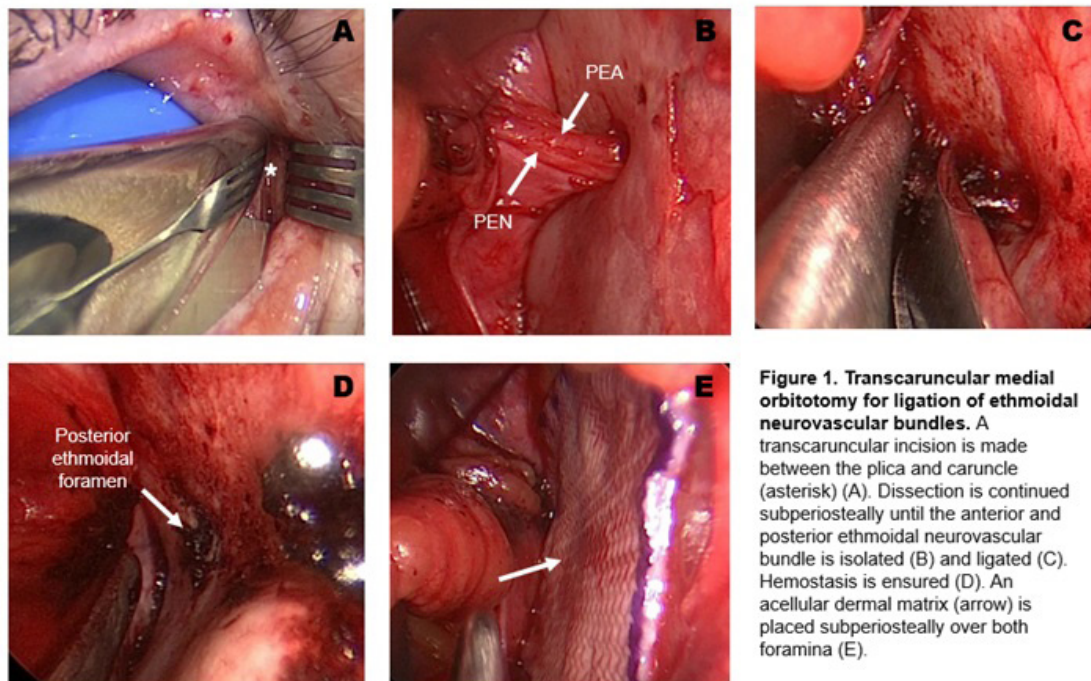 A
B
PEA
PEN
C
D
Posterior
ethmoidal
foramen
E
Figure 1. Transcaruncular medial
orbitotomy for ligation of ethmoidal
neurovascular bundles. A
transcaruncular incision is made
between the plica and caruncle
(asterisk) (A). Dissection is continued
subperiosteally until the anterior and
posterior ethmoidal neurovascular
bundle is isolated (B) and ligated (C).
Hemostasis is ensured (D). An
acellular dermal matrix (arrow) is
placed subperiosteally over both
foramina (E).